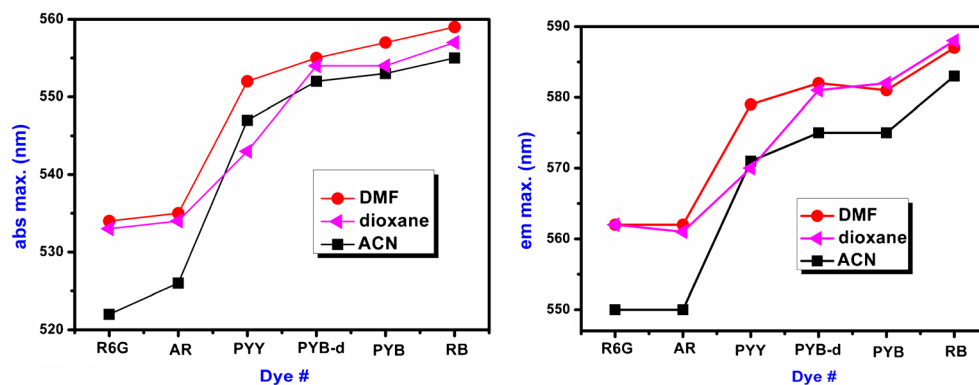 560
550
540
530
520
abs max. (nm)
DMF
dioxane
ACN
R6G AR PYY PYB-d PYB RB
Dye #
590
580
570
560
550
em max. (nm)
DMF
dioxane
ACN
R6G AR PYY PYB-d PYB RB
Dye #